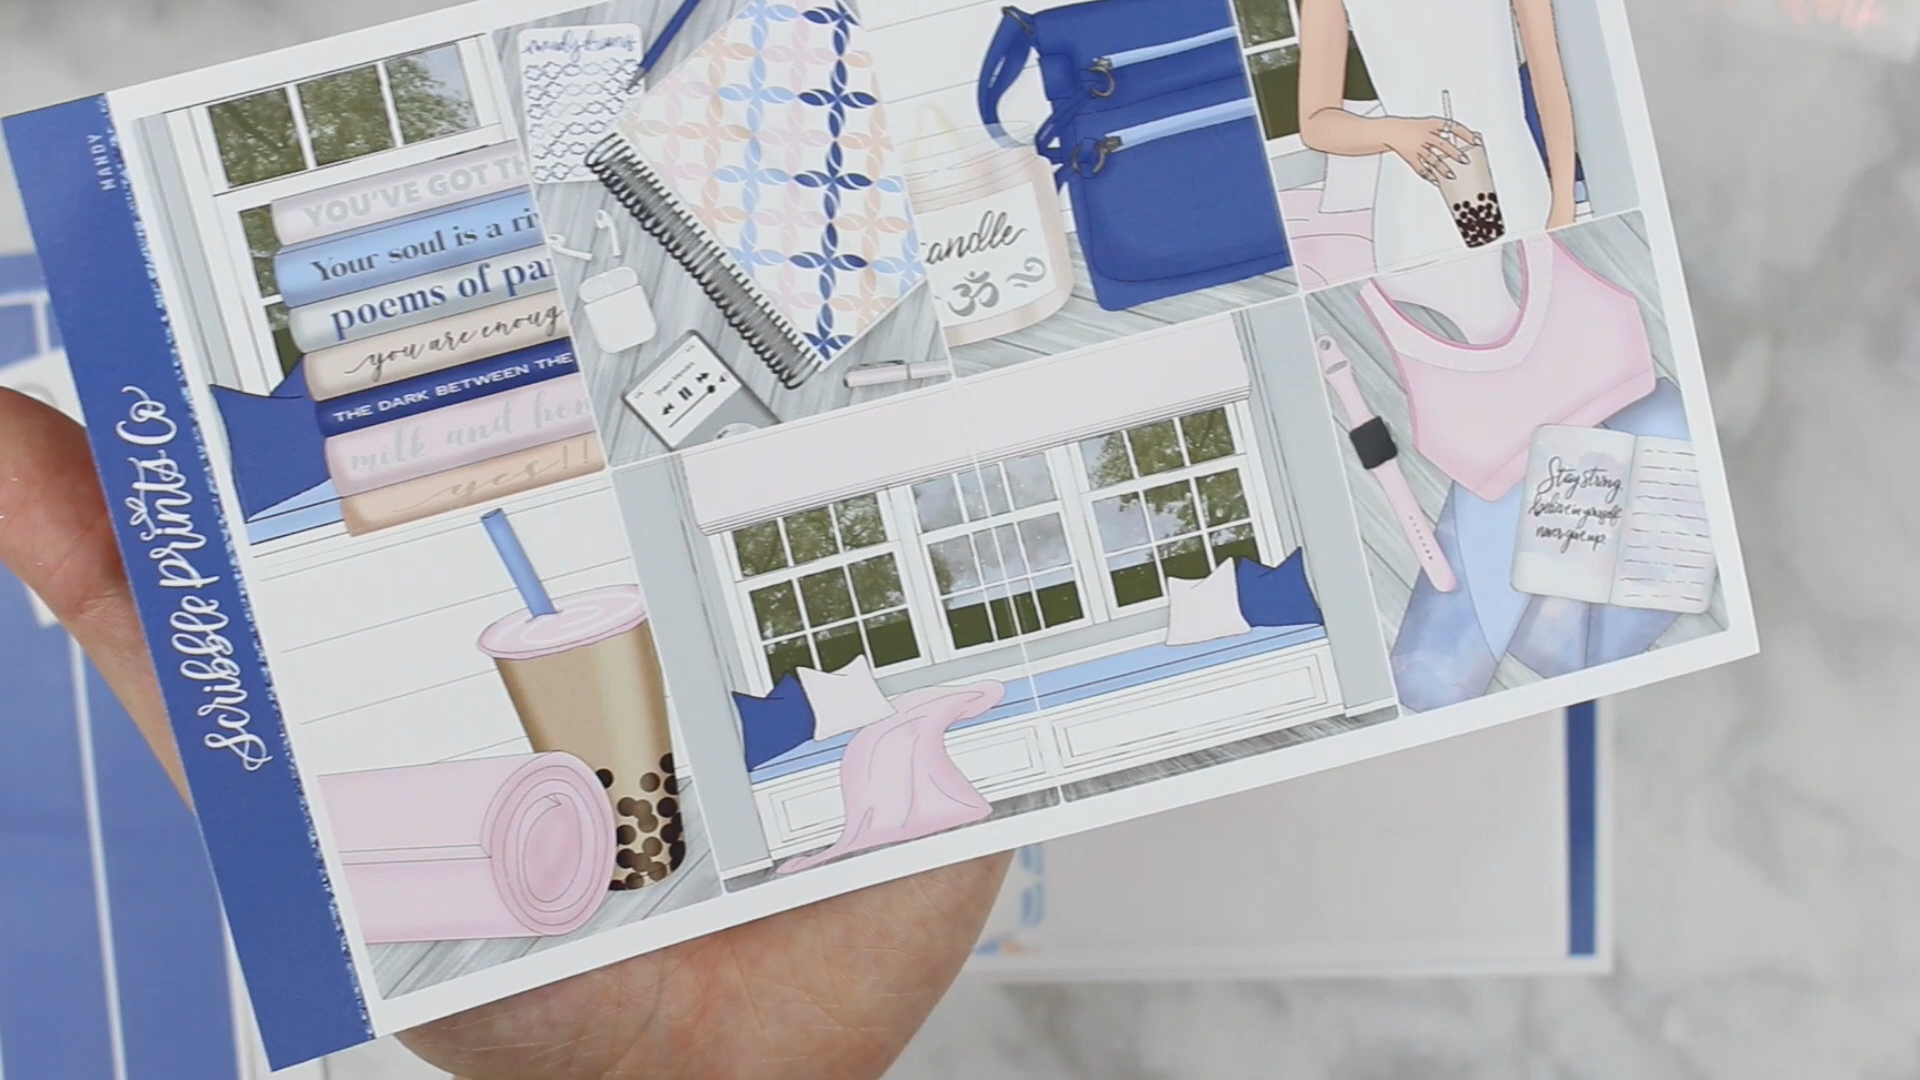 MANDY
Scribble Prints Co
YOU'VE GOT TH
Your soul is a ri
poems of pa
you are enoug
THE DARK BETWEEN THE
milk and hon
yes!!
candle
ॐ
Stay strong
believe in yourself
never give up.